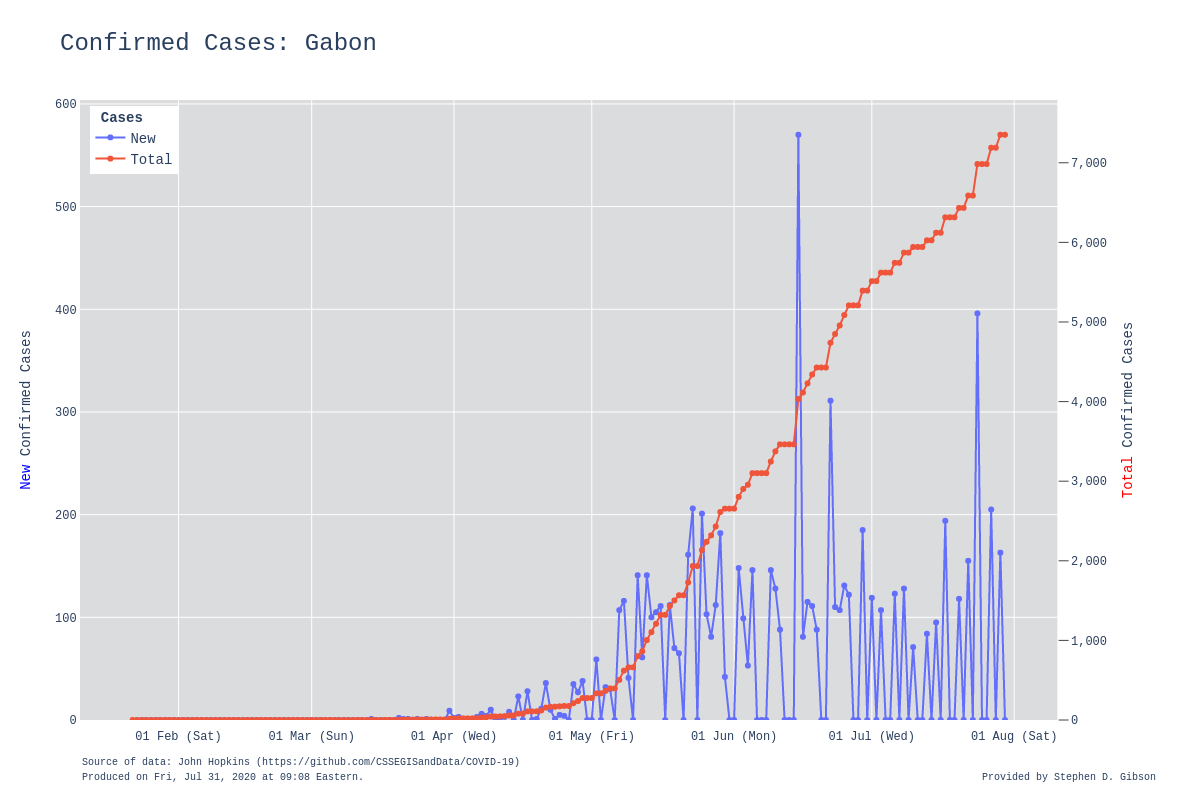 Confirmed Cases: Gabon
Cases
New
Total
600
500
400
300
200
100
0
7,000
6,000
5,000
4,000
3,000
2,000
1,000
0
New Confirmed Cases
Total Confirmed Cases
01 Feb (Sat)
01 Mar (Sun)
01 Apr (Wed)
01 May (Fri)
01 Jun (Mon)
01 Jul (Wed)
01 Aug (Sat)
Source of data: John Hopkins (https://github.com/CSSEGISandData/COVID-19)
Produced on Fri, Jul 31, 2020 at 09:08 Eastern.
Provided by Stephen D. Gibson